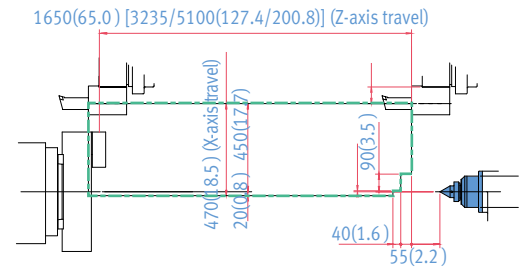 1650(65.0 ) [3235/5100(127.4/200.8)] (Z-axis travel)
470(18.5 ) (X-axis travel)
450(17.7
20(0.8)
90(3.5 )
40(1.6 )
55(2.2 )